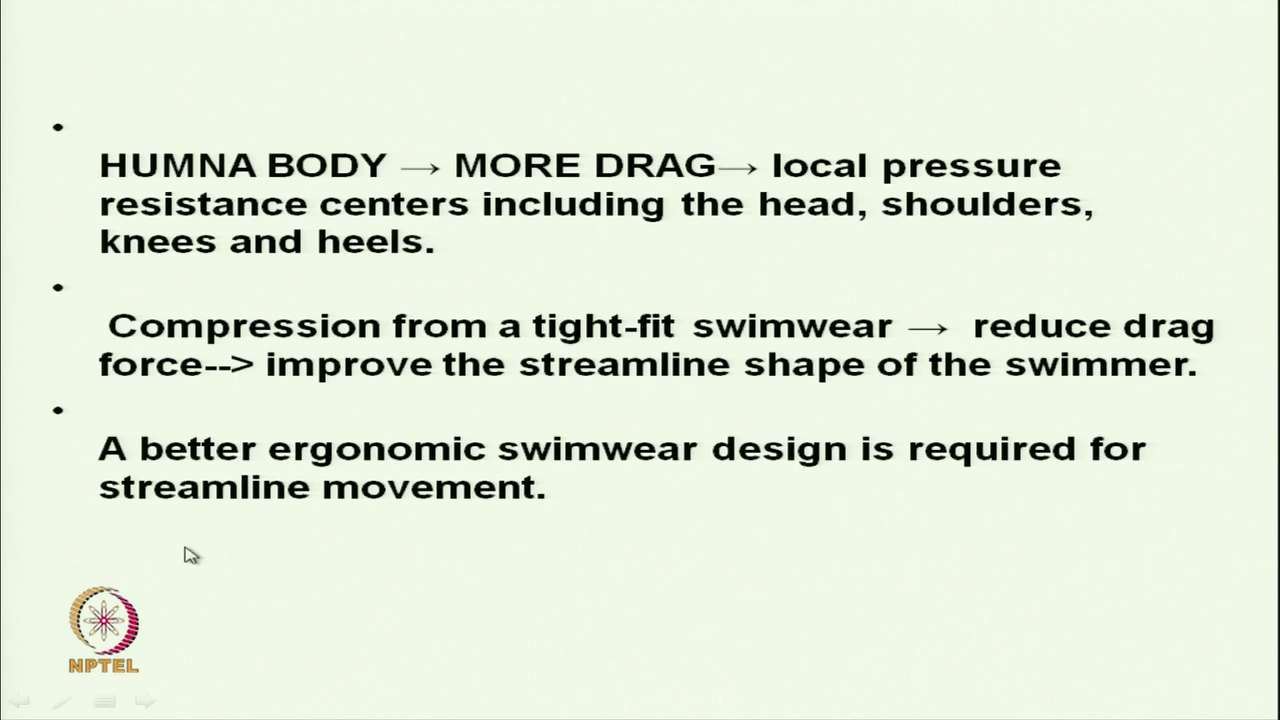 • HUMNA BODY → MORE DRAG→ local pressure
resistance centers including the head, shoulders,
knees and heels.
• Compression from a tight-fit swimwear → reduce drag
force--> improve the streamline shape of the swimmer.
• A better ergonomic swimwear design is required for
streamline movement.
NPTEL